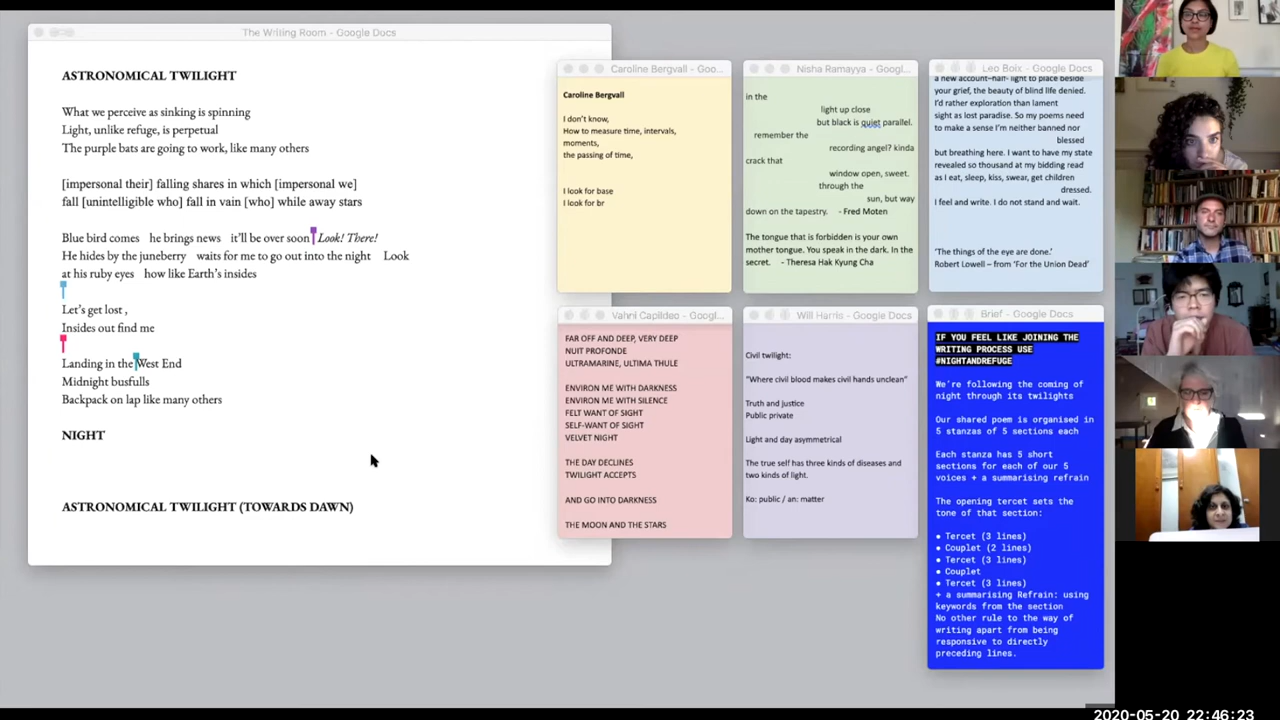 The Writing Room - Google Docs
ASTRONOMICAL TWILIGHT
What we perceive as sinking is spinning
Light, unlike refuge, is perpetual
The purple bats are going to work, like many others
[impersonal their] falling shares in which [impersonal we]
fall [unintelligible who] fall in vain [who] while away stars
Blue bird comes he brings news it'll be over soon Look! There!
He hides by the juneberry waits for me to go out into the night Look
at his ruby eyes how like Earth's insides
Let's get lost ,
Insides out find me
Landing in the West End
Midnight busfulls
Backpack on lap like many others
NIGHT
ASTRONOMICAL TWILIGHT (TOWARDS DAWN)
Caroline Bergvall - Goo...
Caroline Bergvall
I don't know,
How to measure time, intervals,
moments,
the passing of time,
I look for base
I look for br
Nisha Ramayya - Googl...
in the
light up close
but black is quiet parallel.
remember the
recording angel? kinda
crack that
window open, sweet.
through the
sun, but way
down on the tapestry. - Fred Moten
The tongue that is forbidden is your own
mother tongue. You speak in the dark. In the
secret. - Theresa Hak Kyung Cha
Leo Boix - Google Docs
a new account–half- light to place beside
your grief, the beauty of blind life denied.
I'd rather exploration than lament
sight as lost paradise. So my poems need
to make a sense I'm neither banned nor
blessed
but breathing here. I want to have my state
revealed so thousand at my bidding read
as I eat, sleep, kiss, swear, get children
dressed.
I feel and write. I do not stand and wait.
'The things of the eye are done.'
Robert Lowell – from 'For the Union Dead'
Vahni Capildeo - Googl...
FAR OFF AND DEEP, VERY DEEP
NUIT PROFONDE
ULTRAMARINE, ULTIMA THULE
ENVIRON ME WITH DARKNESS
ENVIRON ME WITH SILENCE
FELT WANT OF SIGHT
SELF-WANT OF SIGHT
VELVET NIGHT
THE DAY DECLINES
TWILIGHT ACCEPTS
AND GO INTO DARKNESS
THE MOON AND THE STARS
Will Harris - Google Docs
Civil twilight:
"Where civil blood makes civil hands unclean"
Truth and justice
Public private
Light and day asymmetrical
The true self has three kinds of diseases and
two kinds of light.
Ko: public / an: matter
Brief - Google Docs
IF YOU FEEL LIKE JOINING THE
WRITING PROCESS USE
#NIGHTANDREFUGE
We're following the coming of
night through its twilights
Our shared poem is organised in
5 stanzas of 5 sections each
Each stanza has 5 short
sections for each of our 5
voices + a summarising refrain
The opening tercet sets the
tone of that section:
● Tercet (3 lines)
● Couplet (2 lines)
● Tercet (3 lines)
● Couplet
● Tercet (3 lines)
+ a summarising Refrain: using
keywords from the section
No other rule to the way of
writing apart from being
responsive to directly
preceding lines.
2020-05-20 22:46:23